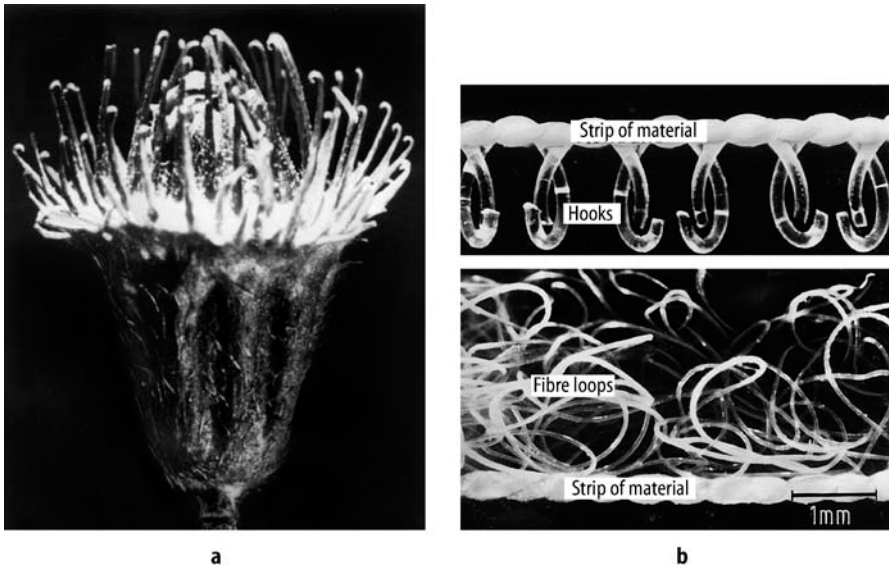 Strip of material
Hooks
Fibre loops
Strip of material
1mm
a
b